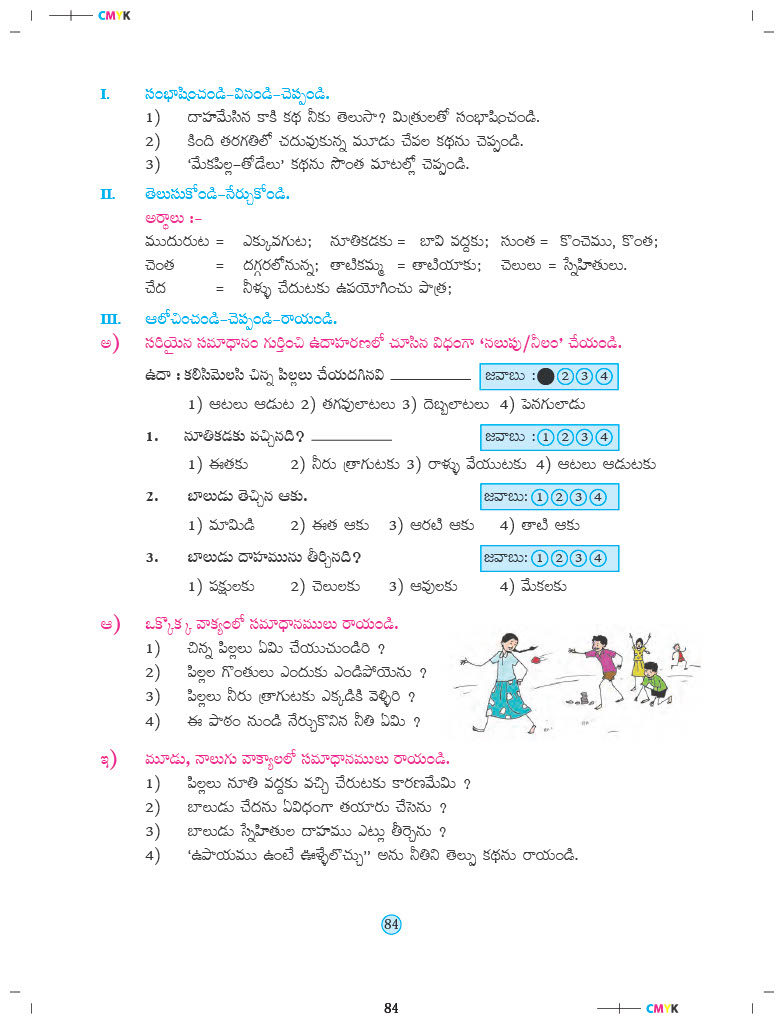 CMYK
I. సంభాషించండి-వినండి-చెప్పండి.
1) దాహమేసిన కాకి కథ నీకు తెలుసా? మిత్రులతో సంభాషించండి.
2) కింది తరగతిలో చదువుకున్న మూడు చేపల కథను చెప్పండి.
3) 'మేకపిల్ల-తోడేలు' కథను సొంత మాటల్లో చెప్పండి.
II. తెలుసుకోండి-నేర్చుకోండి.
అర్థాలు :-
ముదురుట = ఎక్కువగుట; నూతికడకు = బావి వద్దకు; సుంత = కొంచెము, కొంత;
చెంత = దగ్గరలోనున్న; తాటికమ్మ = తాటియాకు; చెలులు = స్నేహితులు.
చేద = నీళ్ళు చేదుటకు ఉపయోగించు పాత్ర;
III. ఆలోచించండి-చెప్పండి-రాయండి.
అ) సరియైన సమాధానం గుర్తించి ఉదాహరణలో చూసిన విధంగా 'నలుపు/నీలం' చేయండి.
ఉదా : కలిసిమెలసి చిన్న పిల్లలు చేయదగినవి ____________ జవాబు : ● 2 3 4
1) ఆటలు ఆడుట 2) తగవులాటలు 3) దెబ్బలాటలు 4) పెనగులాడు
1. నూతికడకు వచ్చినది? ____________ జవాబు : 1 2 3 4
1) ఈతకు 2) నీరు త్రాగుటకు 3) రాళ్ళు వేయుటకు 4) ఆటలు ఆడుటకు
2. బాలుడు తెచ్చిన ఆకు. జవాబు: 1 2 3 4
1) మామిడి 2) ఈత ఆకు 3) ఆరటి ఆకు 4) తాటి ఆకు
3. బాలుడు దాహమును తీర్చినది? జవాబు: 1 2 3 4
1) పక్షులకు 2) చెలులకు 3) ఆవులకు 4) మేకలకు
ఆ) ఒక్కొక్క వాక్యంలో సమాధానములు రాయండి.
1) చిన్న పిల్లలు ఏమి చేయుచుండిరి ?
2) పిల్లల గొంతులు ఎందుకు ఎండిపోయెను ?
3) పిల్లలు నీరు త్రాగుటకు ఎక్కడికి వెళ్ళిరి ?
4) ఈ పాఠం నుండి నేర్చుకొనిన నీతి ఏమి ?
ఇ) మూడు, నాలుగు వాక్యాలలో సమాధానములు రాయండి.
1) పిల్లలు నూతి వద్దకు వచ్చి చేరుటకు కారణమేమి ?
2) బాలుడు చేదను ఏవిధంగా తయారు చేసెను ?
3) బాలుడు స్నేహితుల దాహము ఎట్లు తీర్చెను ?
4) 'ఉపాయము ఉంటే ఊళ్ళేలొచ్చు" అను నీతిని తెల్పు కథను రాయండి.
84
84
CMYK